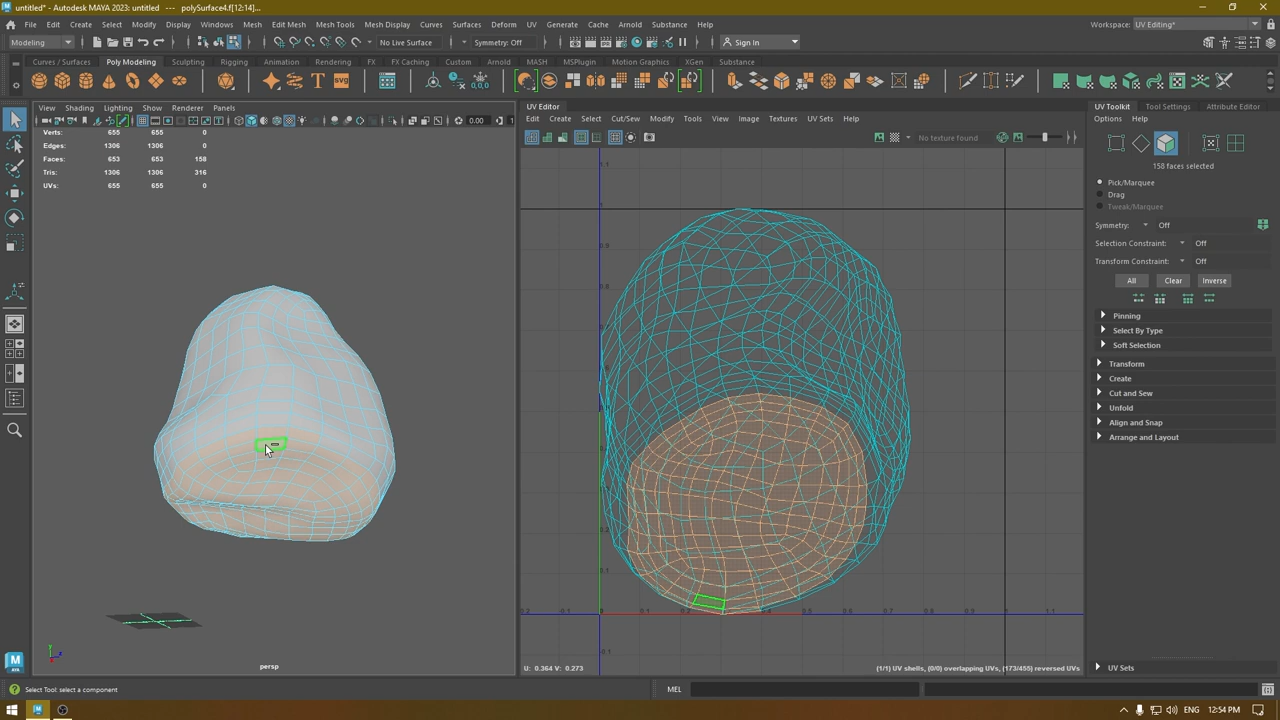 untitled* - Autodesk MAYA 2023: untitled --- polySurface4.f[12:14]...
File Edit Create Select Modify Display Windows Mesh Edit Mesh Mesh Tools Mesh Display Curves Surfaces Deform UV Generate Cache Arnold Substance Help
Workspace: UV Editing*
Modeling No Live Surface Symmetry: Off Sign In
Curves / Surfaces Poly Modeling Sculpting Rigging Animation Rendering FX FX Caching Custom Arnold Bifrost MASH MSPlugin Motion Graphics XGen Substance
View Shading Lighting Show Renderer Panels
0.00
Verts: 655 655 0
Edges: 1306 1306 0
Faces: 653 653 158
Tris: 1306 1306 316
UVs: 655 655 0
persp
UV Editor
Edit Create Select Cut/Sew Modify Tools View Image Textures UV Sets Help
No texture found
U: 0.364 V: 0.273
(1/1) UV shells, (0/0) overlapping UVs, (173/455) reversed UVs
UV Toolkit Tool Settings Attribute Editor
Options Help
158 faces selected
Pick/Marquee
Drag
Tweak/Marquee
Symmetry: Off
Selection Constraint: Off
Transform Constraint: Off
All Clear Inverse
Pinning
Select By Type
Soft Selection
Transform
Create
Cut and Sew
Unfold
Align and Snap
Arrange and Layout
UV Sets
Select Tool: select a component
MEL
ENG 12:54 PM